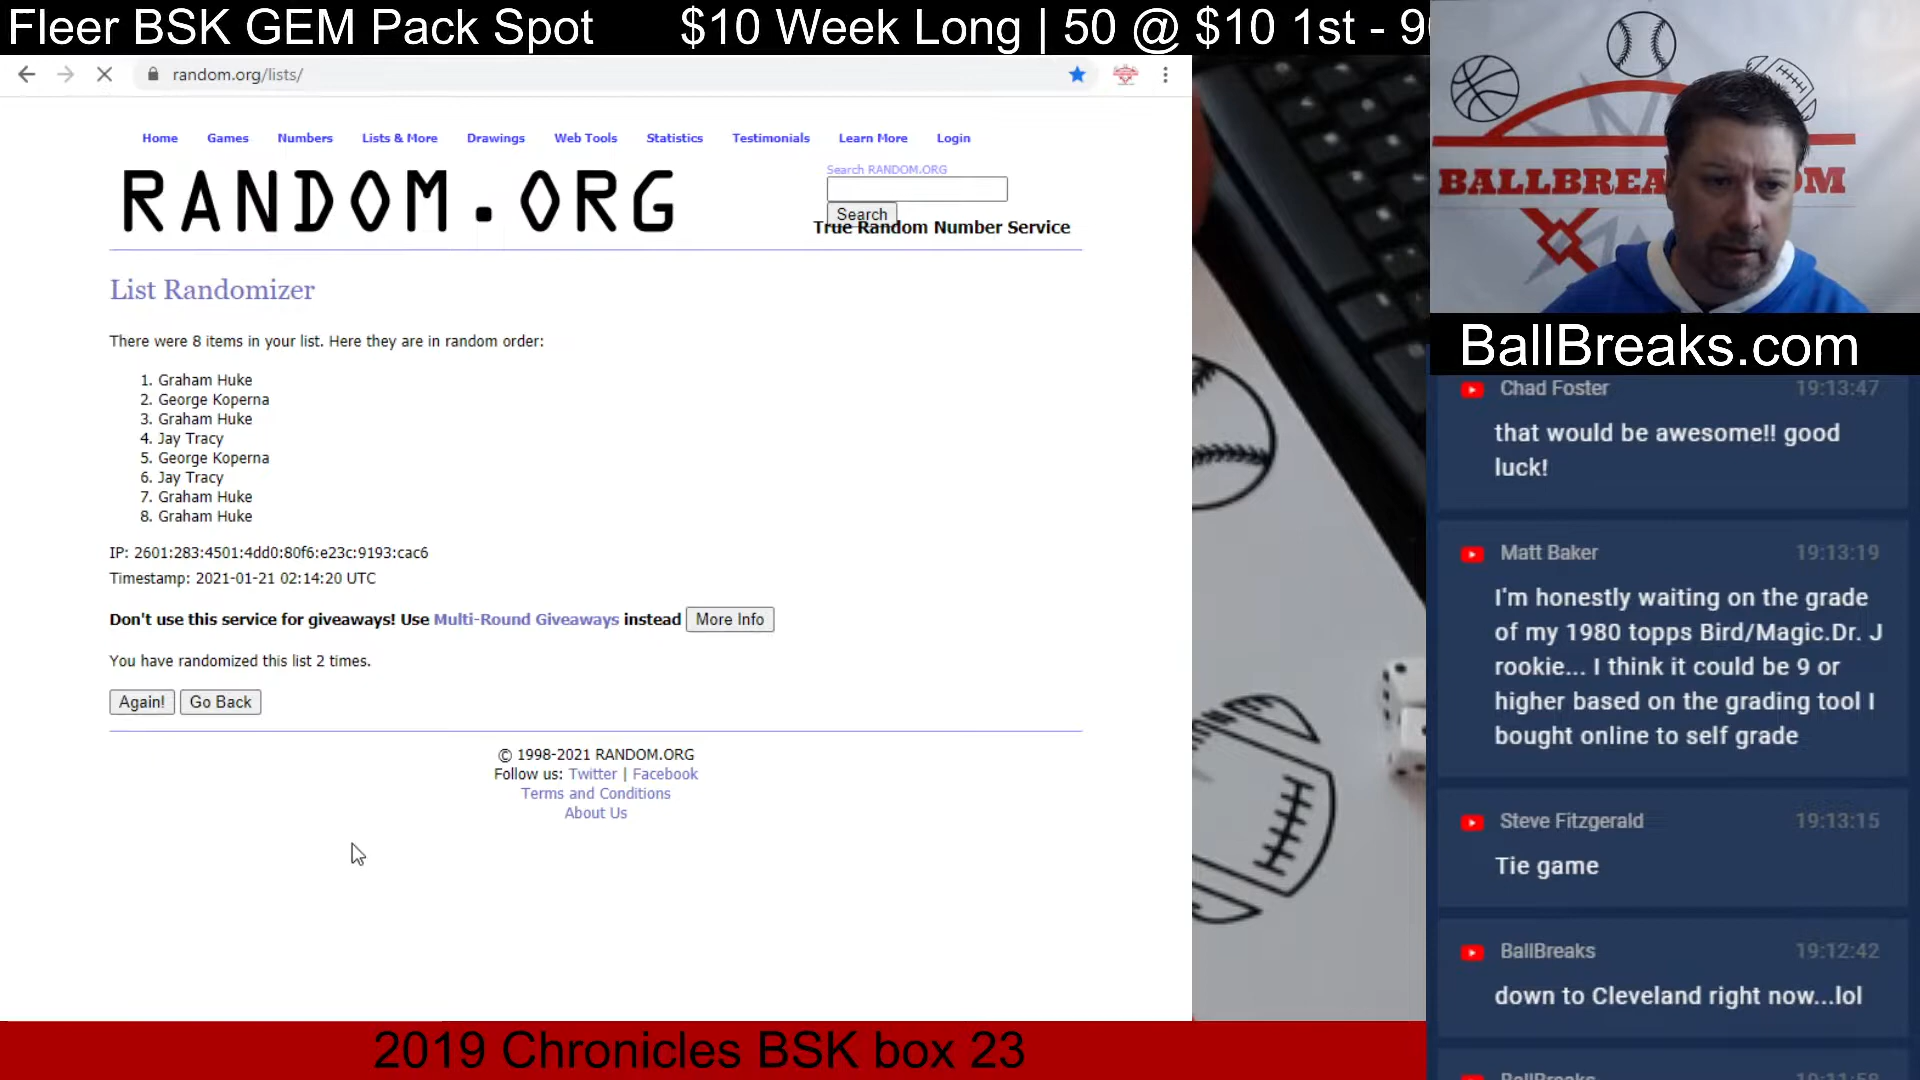 Fleer BSK GEM Pack Spot $10 Week Long | 50 @ $10 1st -
random.org/lists/
Home Games Numbers Lists & More Drawings Web Tools Statistics Testimonials Learn More Login
RANDOM.ORG
Search RANDOM.ORG
Search
True Random Number Service
List Randomizer
There were 8 items in your list. Here they are in random order:
1. Graham Huke
2. George Koperna
3. Graham Huke
4. Jay Tracy
5. George Koperna
6. Jay Tracy
7. Graham Huke
8. Graham Huke
IP: 2601:283:4501:4dd0:80f6:e23c:9193:cac6
Timestamp: 2021-01-21 02:14:20 UTC
Don't use this service for giveaways! Use Multi-Round Giveaways instead More Info
You have randomized this list 2 times.
Again! Go Back
© 1998-2021 RANDOM.ORG
Follow us: Twitter | Facebook
Terms and Conditions
About Us
BallBreaks.com
Chad Foster 19:13:47
that would be awesome!! good
luck!
Matt Baker 19:13:19
I'm honestly waiting on the grade
of my 1980 topps Bird/Magic.Dr. J
rookie... I think it could be 9 or
higher based on the grading tool I
bought online to self grade
Steve Fitzgerald 19:13:15
Tie game
BallBreaks 19:12:42
down to Cleveland right now...lol
2019 Chronicles BSK box 23